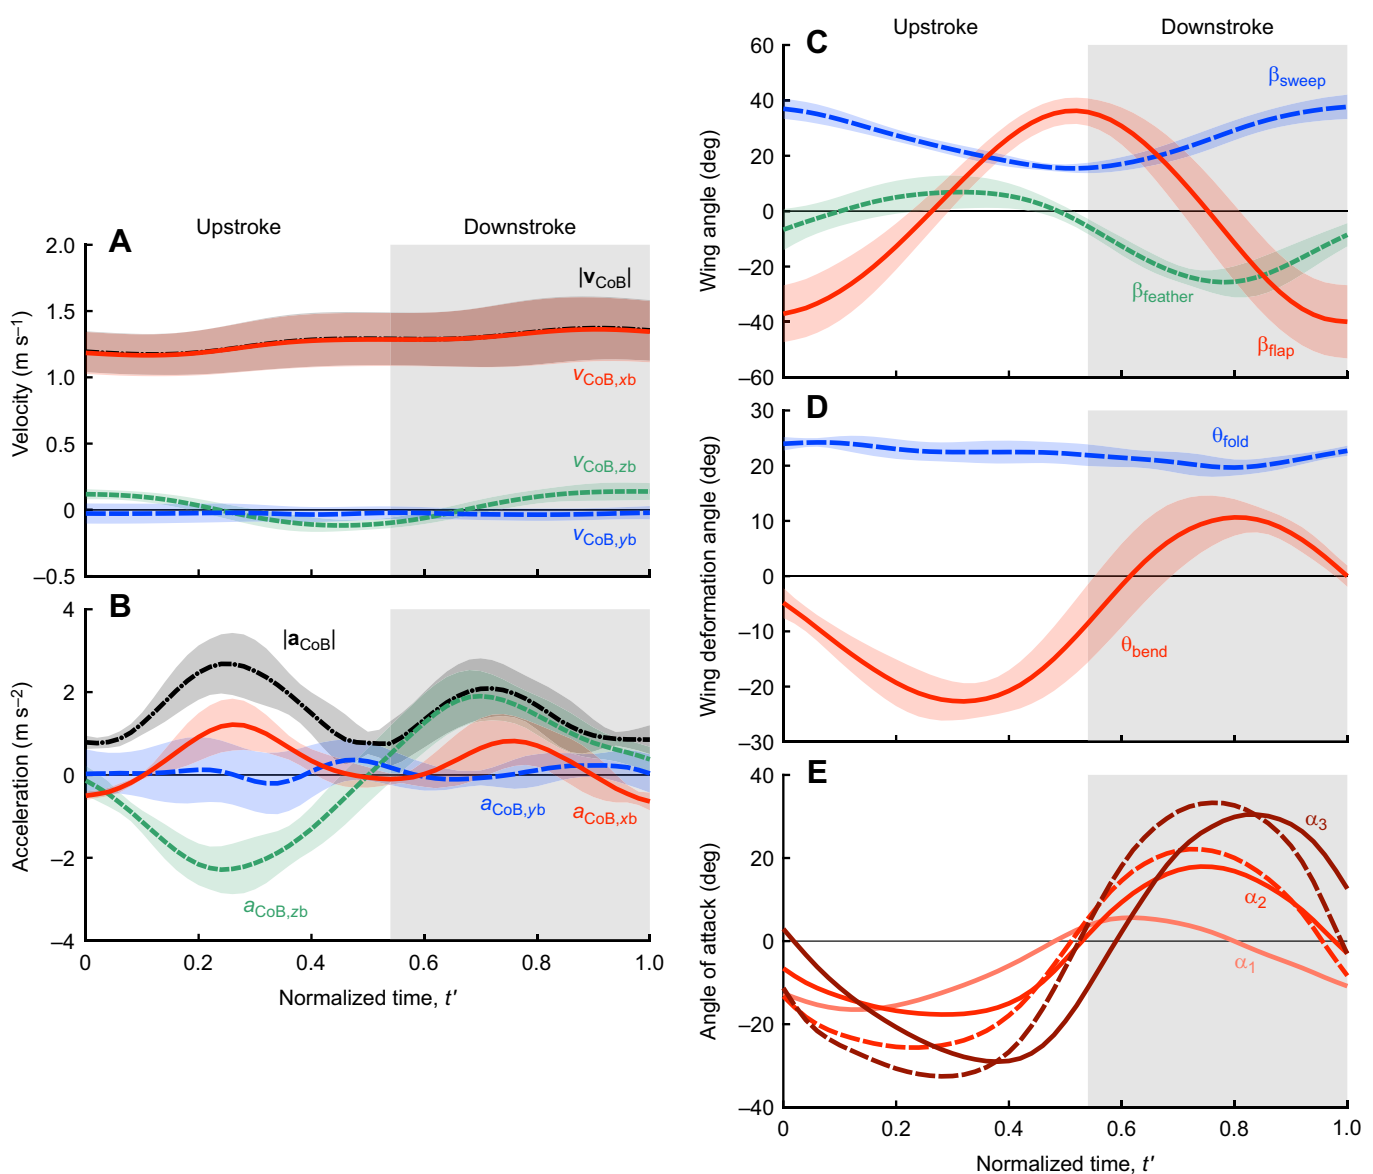 A
Upstroke
Downstroke
Velocity (m s–1)
2.0
1.5
1.0
0.5
0
–0.5
|vCoB|
vCoB,xb
vCoB,zb
vCoB,yb
B
Acceleration (m s–2)
4
2
0
–2
–4
|aCoB|
aCoB,yb
aCoB,xb
aCoB,zb
0 0.2 0.4 0.6 0.8 1.0
Normalized time, t′
C
Upstroke
Downstroke
Wing angle (deg)
60
40
20
0
–20
–40
–60
βsweep
βfeather
βflap
D
Wing deformation angle (deg)
30
20
10
0
–10
–20
–30
θfold
θbend
E
Angle of attack (deg)
40
20
0
–20
–40
α3
α2
α1
0 0.2 0.4 0.6 0.8 1.0
Normalized time, t′